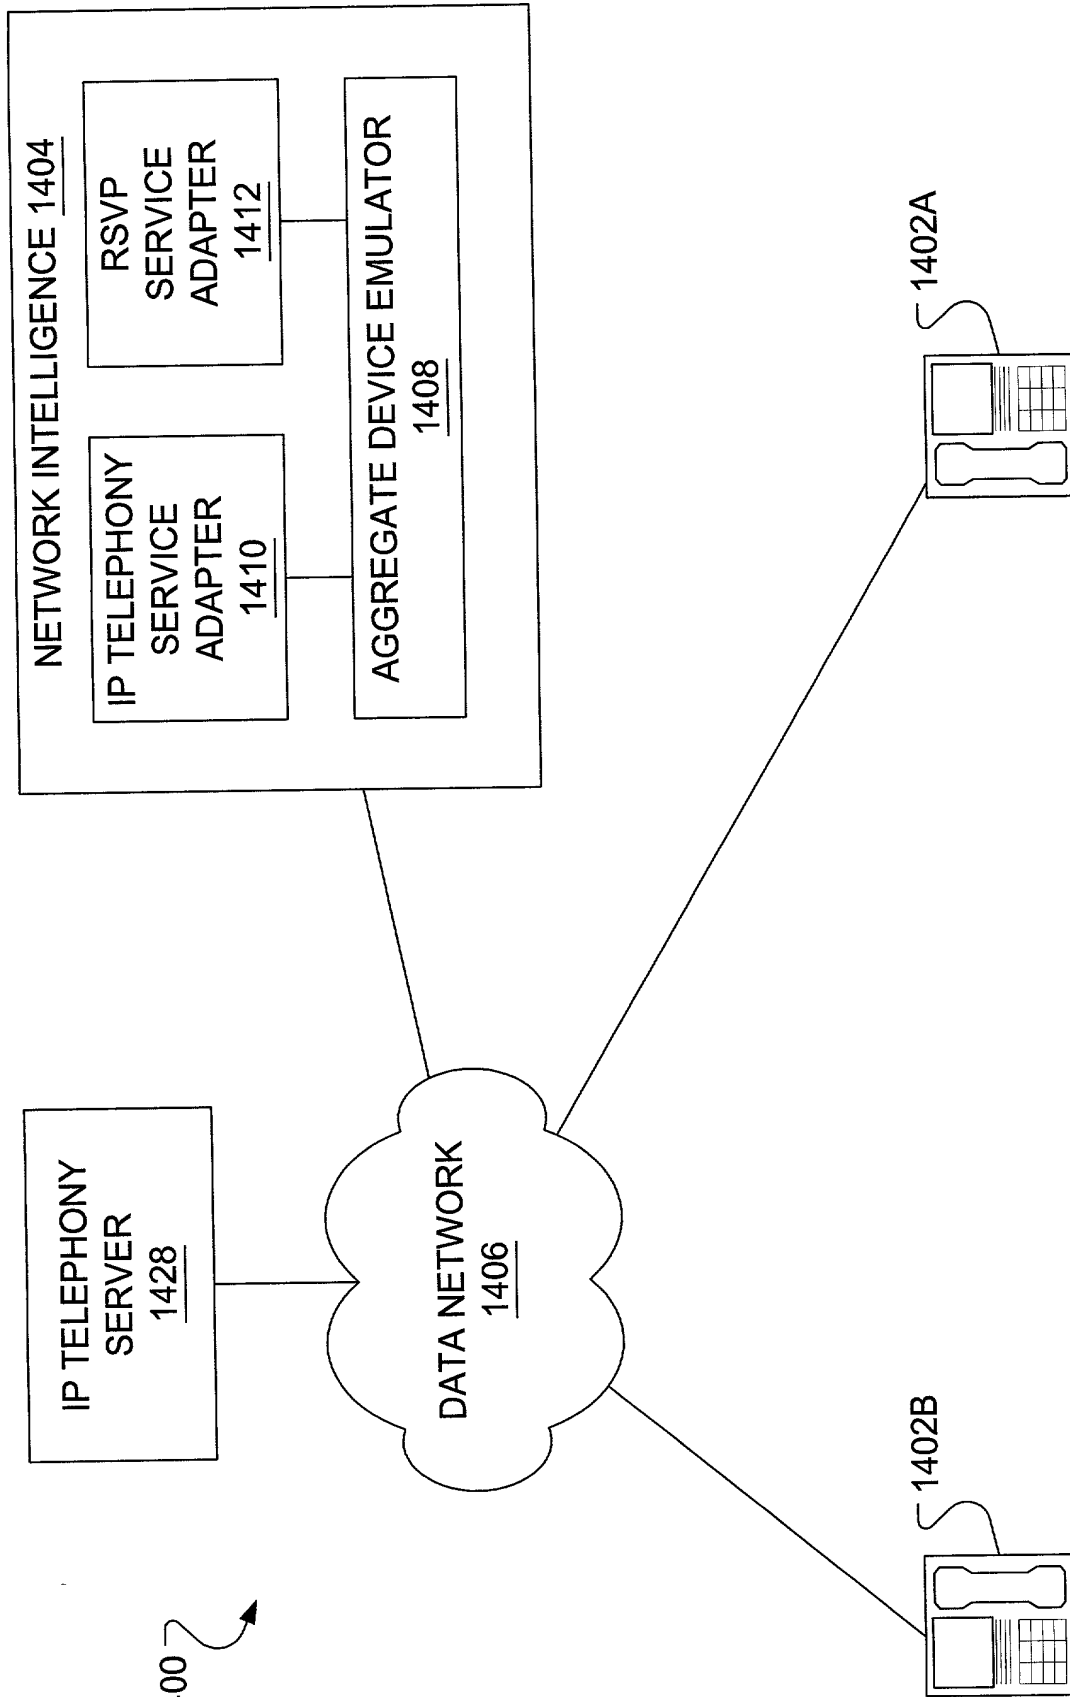 00
IP TELEPHONY
SERVER
1428
NETWORK INTELLIGENCE 1404
IP TELEPHONY
SERVICE
ADAPTER
1410
RSVP
SERVICE
ADAPTER
1412
AGGREGATE DEVICE EMULATOR
1408
DATA NETWORK
1406
1402B
1402A